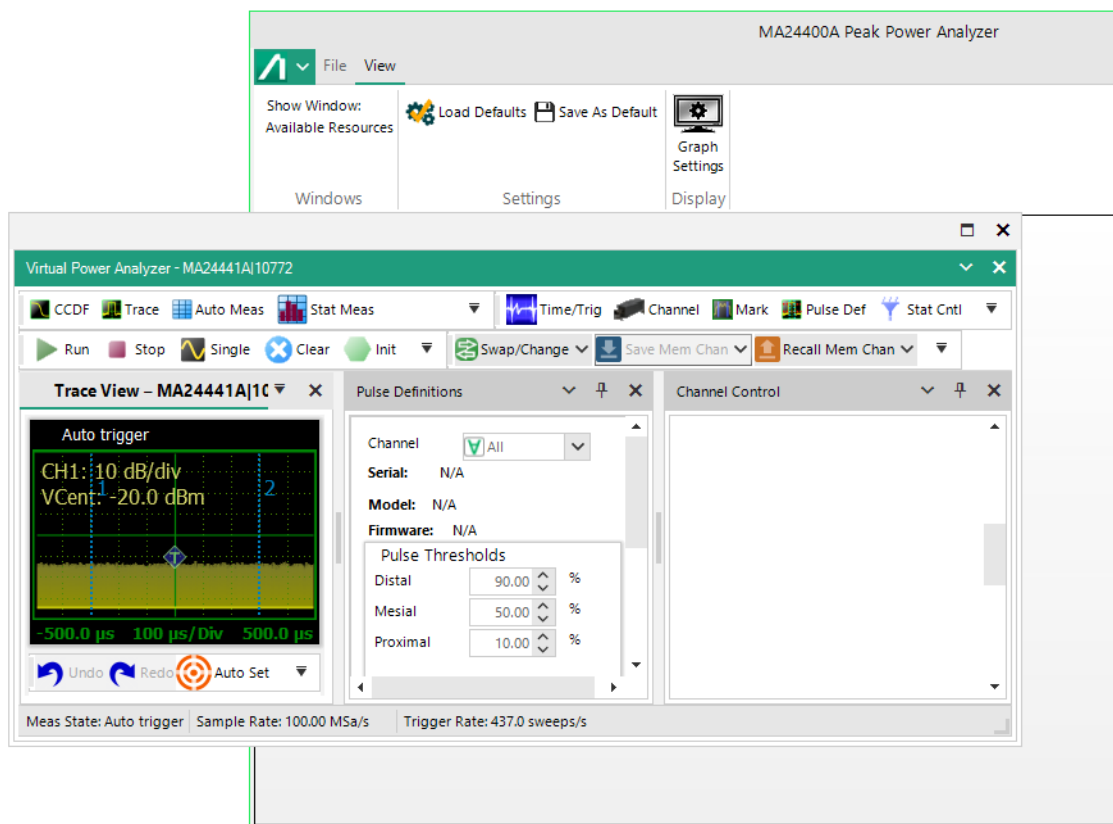 MA24400A Peak Power Analyzer
File View
Show Window:
Available Resources
Load Defaults Save As Default
Graph
Settings
Windows Settings Display
Virtual Power Analyzer - MA24441A|10772
CCDF Trace Auto Meas Stat Meas Time/Trig Channel Mark Pulse Def Stat Cntl
Run Stop Single Clear Init Swap/Change Save Mem Chan Recall Mem Chan
Trace View – MA24441A|1 Pulse Definitions Channel Control
Auto trigger
CH1: 10 dB/div
VCent: -20.0 dBm
1 2
T
-500.0 µs 100 µs/Div 500.0 µs
Undo Redo Auto Set
Channel All
Serial: N/A
Model: N/A
Firmware: N/A
Pulse Thresholds
Distal 90.00 %
Mesial 50.00 %
Proximal 10.00 %
Meas State: Auto trigger Sample Rate: 100.00 MSa/s Trigger Rate: 437.0 sweeps/s